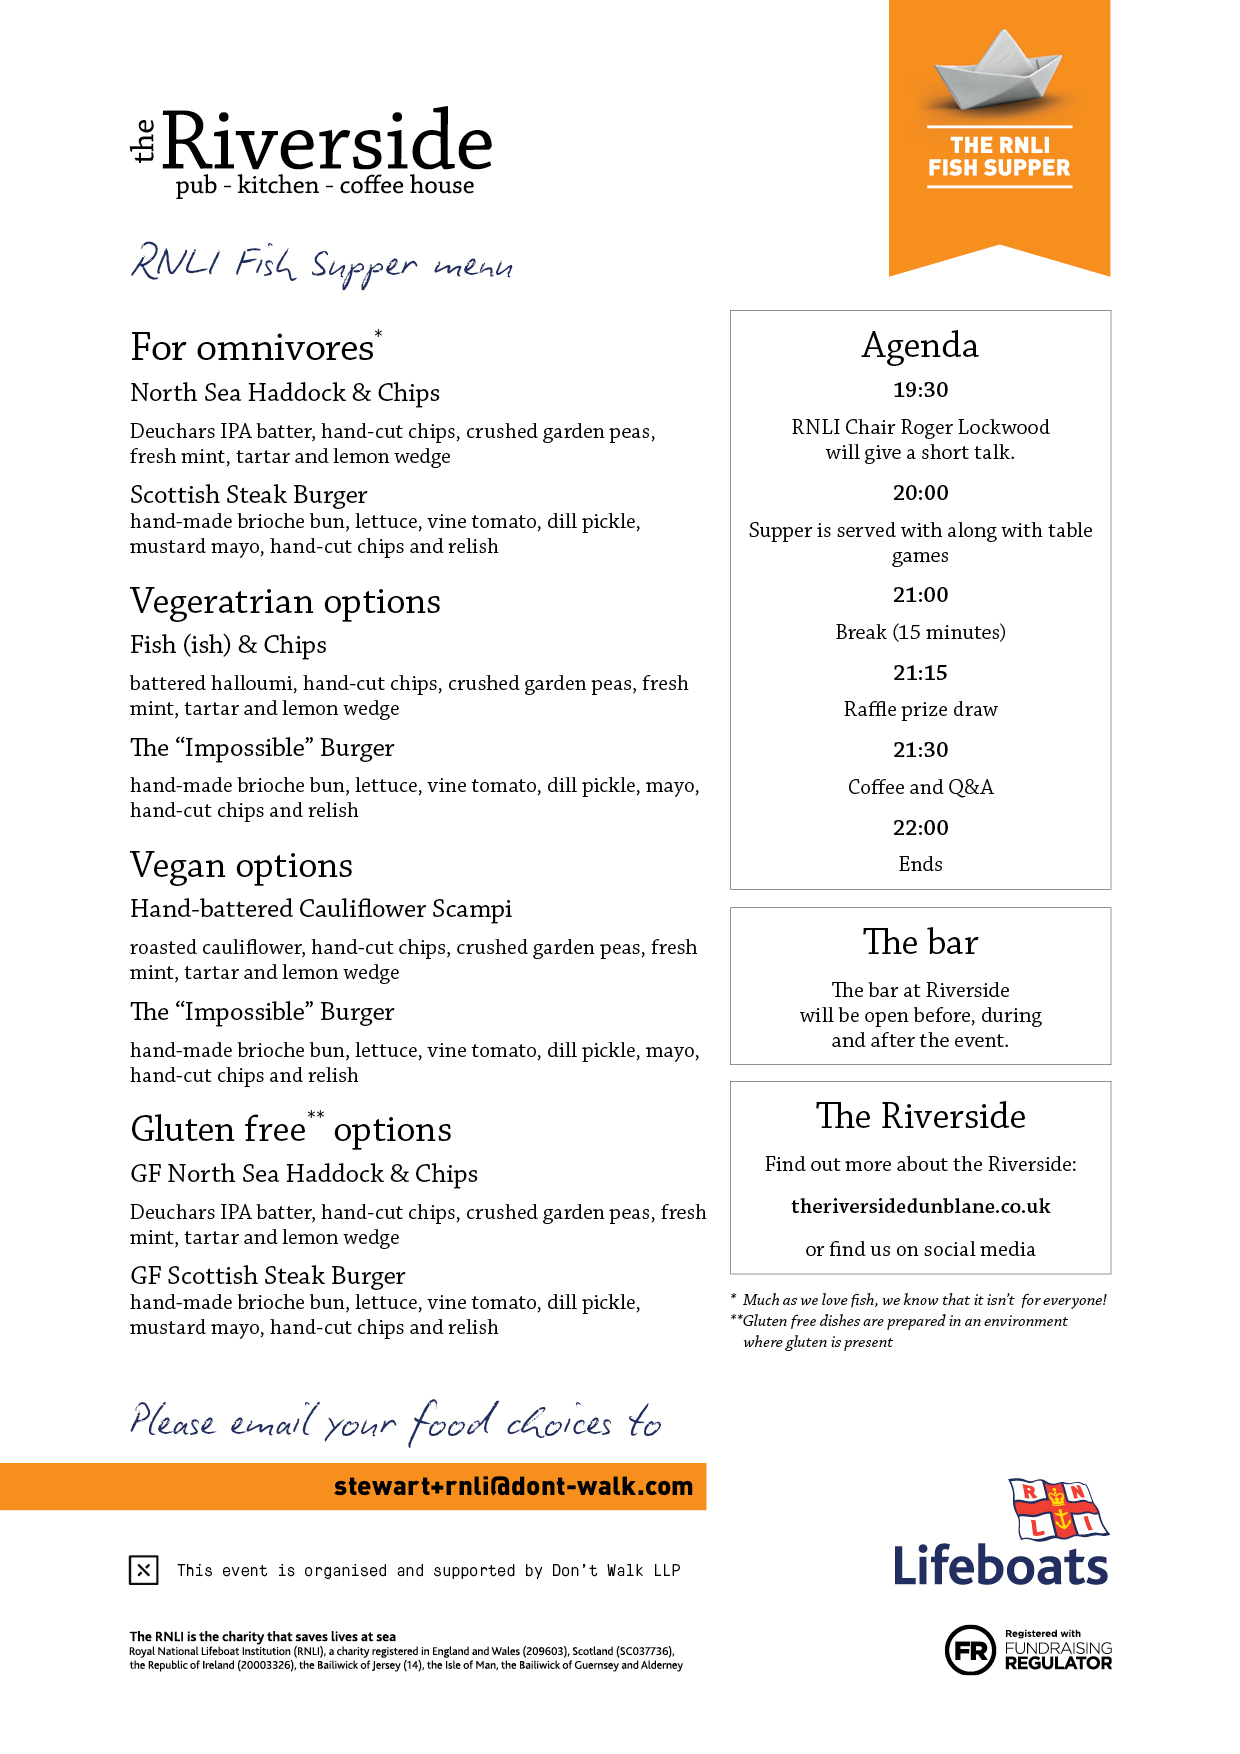 the Riverside
pub - kitchen - coffee house
THE RNLI
FISH SUPPER
RNLI Fish Supper menu
For omnivores*
North Sea Haddock & Chips
Deuchars IPA batter, hand-cut chips, crushed garden peas,
fresh mint, tartar and lemon wedge
Scottish Steak Burger
hand-made brioche bun, lettuce, vine tomato, dill pickle,
mustard mayo, hand-cut chips and relish
Vegeratrian options
Fish (ish) & Chips
battered halloumi, hand-cut chips, crushed garden peas, fresh
mint, tartar and lemon wedge
The “Impossible” Burger
hand-made brioche bun, lettuce, vine tomato, dill pickle, mayo,
hand-cut chips and relish
Vegan options
Hand-battered Cauliflower Scampi
roasted cauliflower, hand-cut chips, crushed garden peas, fresh
mint, tartar and lemon wedge
The “Impossible” Burger
hand-made brioche bun, lettuce, vine tomato, dill pickle, mayo,
hand-cut chips and relish
Gluten free** options
GF North Sea Haddock & Chips
Deuchars IPA batter, hand-cut chips, crushed garden peas, fresh
mint, tartar and lemon wedge
GF Scottish Steak Burger
hand-made brioche bun, lettuce, vine tomato, dill pickle,
mustard mayo, hand-cut chips and relish
Agenda
19:30
RNLI Chair Roger Lockwood
will give a short talk.
20:00
Supper is served with along with table
games
21:00
Break (15 minutes)
21:15
Raffle prize draw
21:30
Coffee and Q&A
22:00
Ends
The bar
The bar at Riverside
will be open before, during
and after the event.
The Riverside
Find out more about the Riverside:
theriversidedunblane.co.uk
or find us on social media
* Much as we love fish, we know that it isn’t for everyone!
**Gluten free dishes are prepared in an environment
where gluten is present
Please email your food choices to
stewart+rnli@dont-walk.com
This event is organised and supported by Don’t Walk LLP
The RNLI is the charity that saves lives at sea
Royal National Lifeboat Institution (RNLI), a charity registered in England and Wales (209603), Scotland (SC037736),
the Republic of Ireland (20003326), the Bailiwick of Jersey (14), the Isle of Man, the Bailiwick of Guernsey and Alderney
R N
L I
Lifeboats
FR
Registered with
FUNDRAISING
REGULATOR